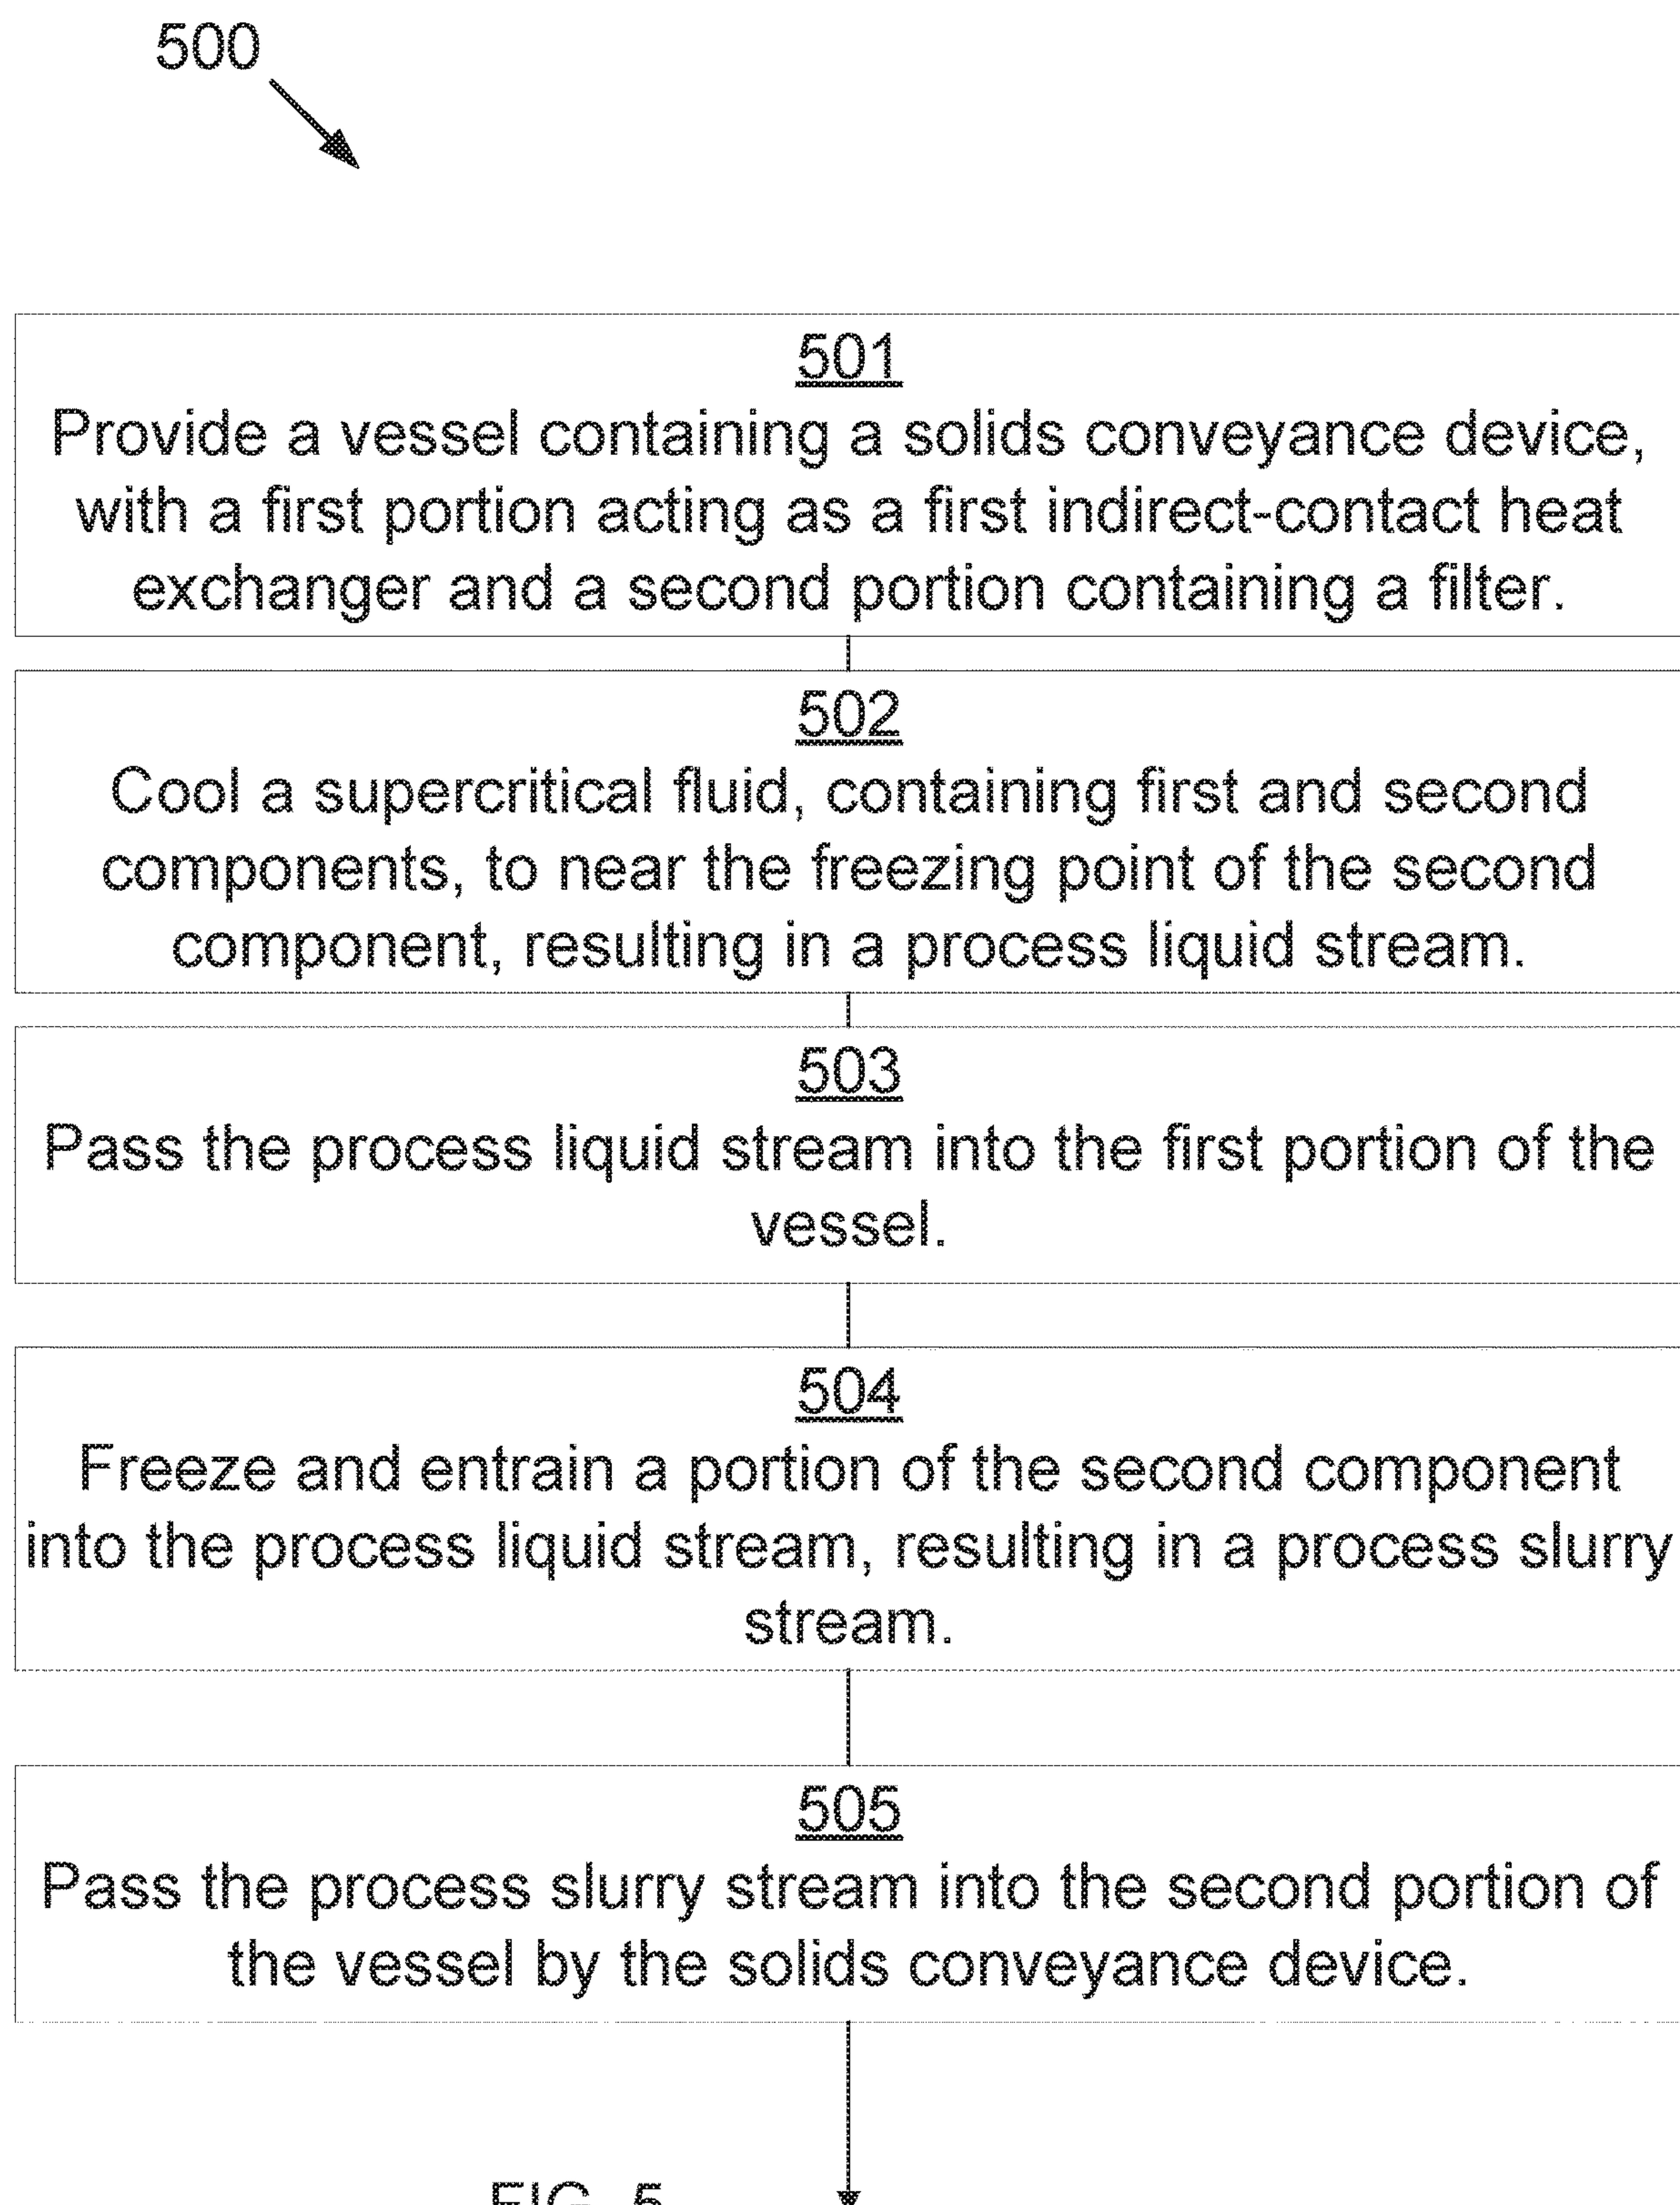 500
501
Provide a vessel containing a solids conveyance device,
with a first portion acting as a first indirect-contact heat
exchanger and a second portion containing a filter.
502
Cool a supercritical fluid, containing first and second
components, to near the freezing point of the second
component, resulting in a process liquid stream.
503
Pass the process liquid stream into the first portion of the
vessel.
504
Freeze and entrain a portion of the second component
into the process liquid stream, resulting in a process slurry
stream.
505
Pass the process slurry stream into the second portion of
the vessel by the solids conveyance device.
FIG. 5